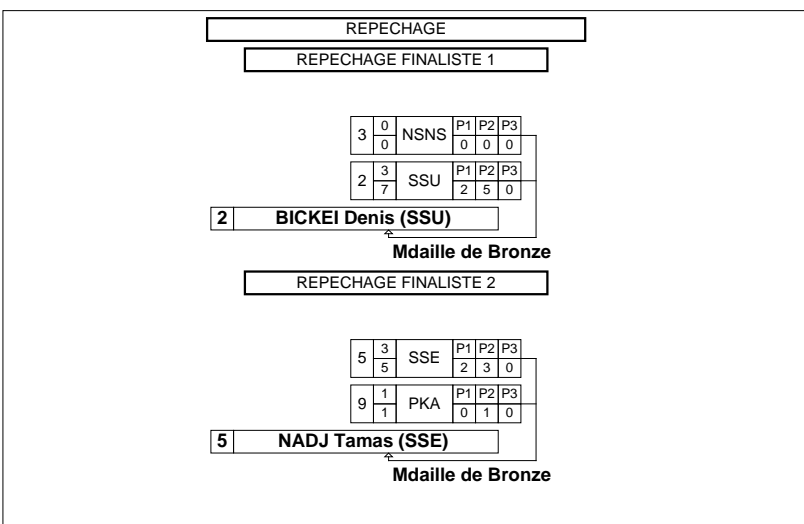 REPECHAGE
REPECHAGE FINALISTE 1
3 0 NSNS P1 P2 P3
0 0 0 0
2 3 SSU P1 P2 P3
7 2 5 0
2 BICKEI Denis (SSU)
Mdaille de Bronze
REPECHAGE FINALISTE 2
5 3 SSE P1 P2 P3
5 2 3 0
9 1 PKA P1 P2 P3
1 0 1 0
5 NADJ Tamas (SSE)
Mdaille de Bronze